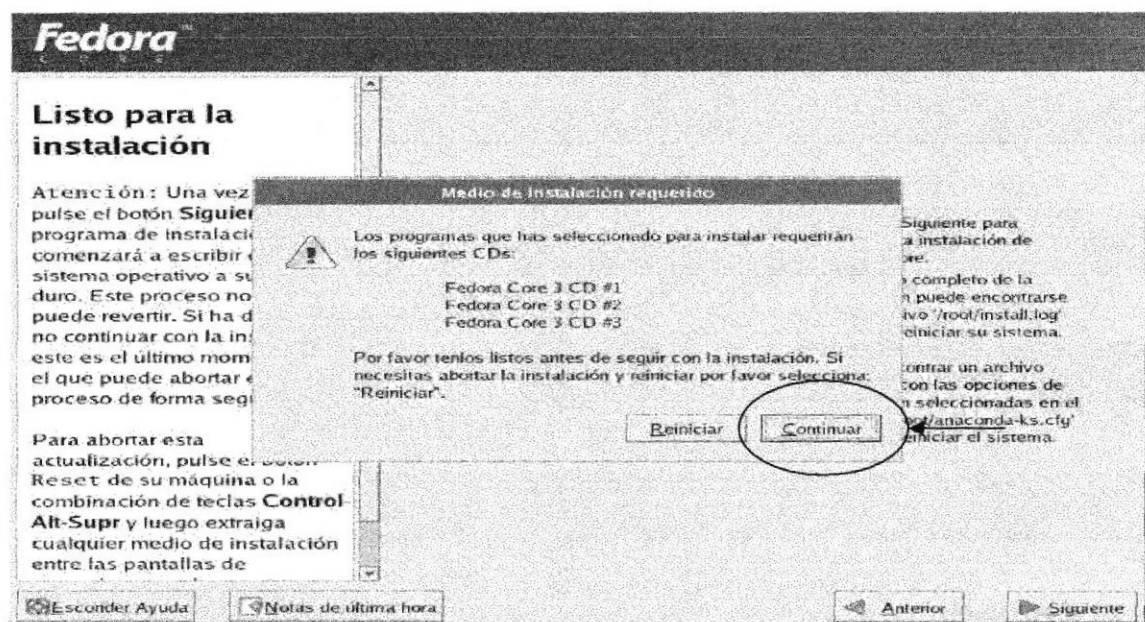 Fedora
CORE
Listo para la
instalación
Atención: Una vez
pulse el botón Siguien
programa de instalació
comenzará a escribir
sistema operativo a su
duro. Este proceso no
puede revertir. Si ha d
no continuar con la ins
este es el último mom
el que puede abortar
proceso de forma segu
Para abortar esta
actualización, pulse el botón
Reset de su máquina o la
combinación de teclas Control-
Alt-Supr y luego extraiga
cualquier medio de instalación
entre las pantallas de
Medio de instalación requerido
Los programas que has seleccionado para instalar requerirán
los siguientes CDs:
Fedora Core 3 CD #1
Fedora Core 3 CD #2
Fedora Core 3 CD #3
Por favor tenlos listos antes de seguir con la instalación. Si
necesitas abortar la instalación y reiniciar por favor selecciona:
"Reiniciar".
Reiniciar
Continuar
Siguiente para
a instalación de
ore.
completo de la
n puede encontrarse
ivo '/root/install.log'
einiciar su sistema.
contrar un archivo
con las opciones de
n seleccionadas en el
oot/anaconda-ks.cfg'
einiciar el sistema.
Esconder Ayuda
Notas de última hora
Anterior
Siguiente